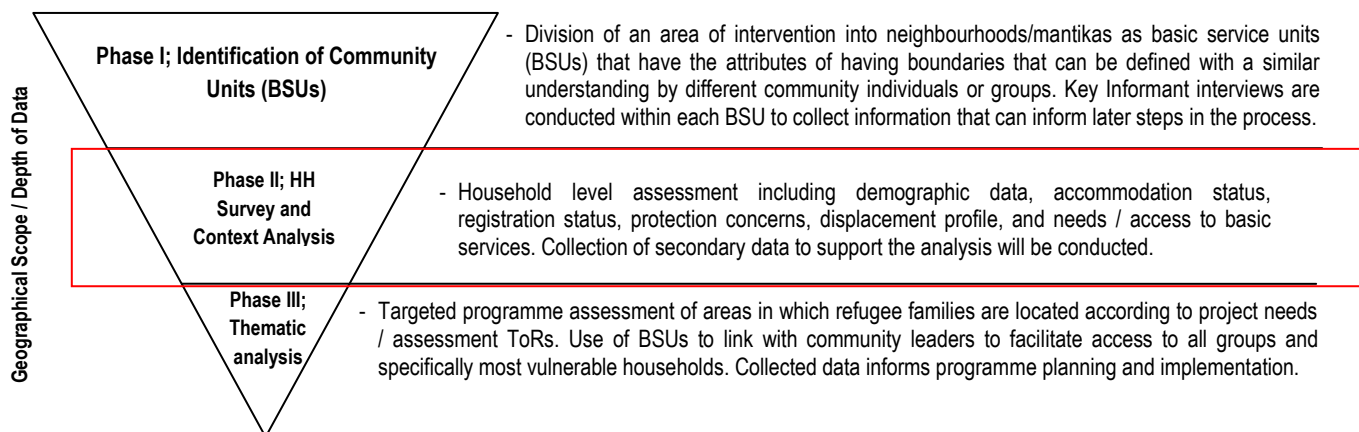 Geographical Scope / Depth of Data
Phase I; Identification of Community
Units (BSUs)
- Division of an area of intervention into neighbourhoods/mantikas as basic service units
(BSUs) that have the attributes of having boundaries that can be defined with a similar
understanding by different community individuals or groups. Key Informant interviews are
conducted within each BSU to collect information that can inform later steps in the process.
Phase II; HH
Survey and
Context Analysis
- Household level assessment including demographic data, accommodation status,
registration status, protection concerns, displacement profile, and needs / access to basic
services. Collection of secondary data to support the analysis will be conducted.
Phase III;
Thematic
analysis
- Targeted programme assessment of areas in which refugee families are located according to project needs
/ assessment ToRs. Use of BSUs to link with community leaders to facilitate access to all groups and
specifically most vulnerable households. Collected data informs programme planning and implementation.